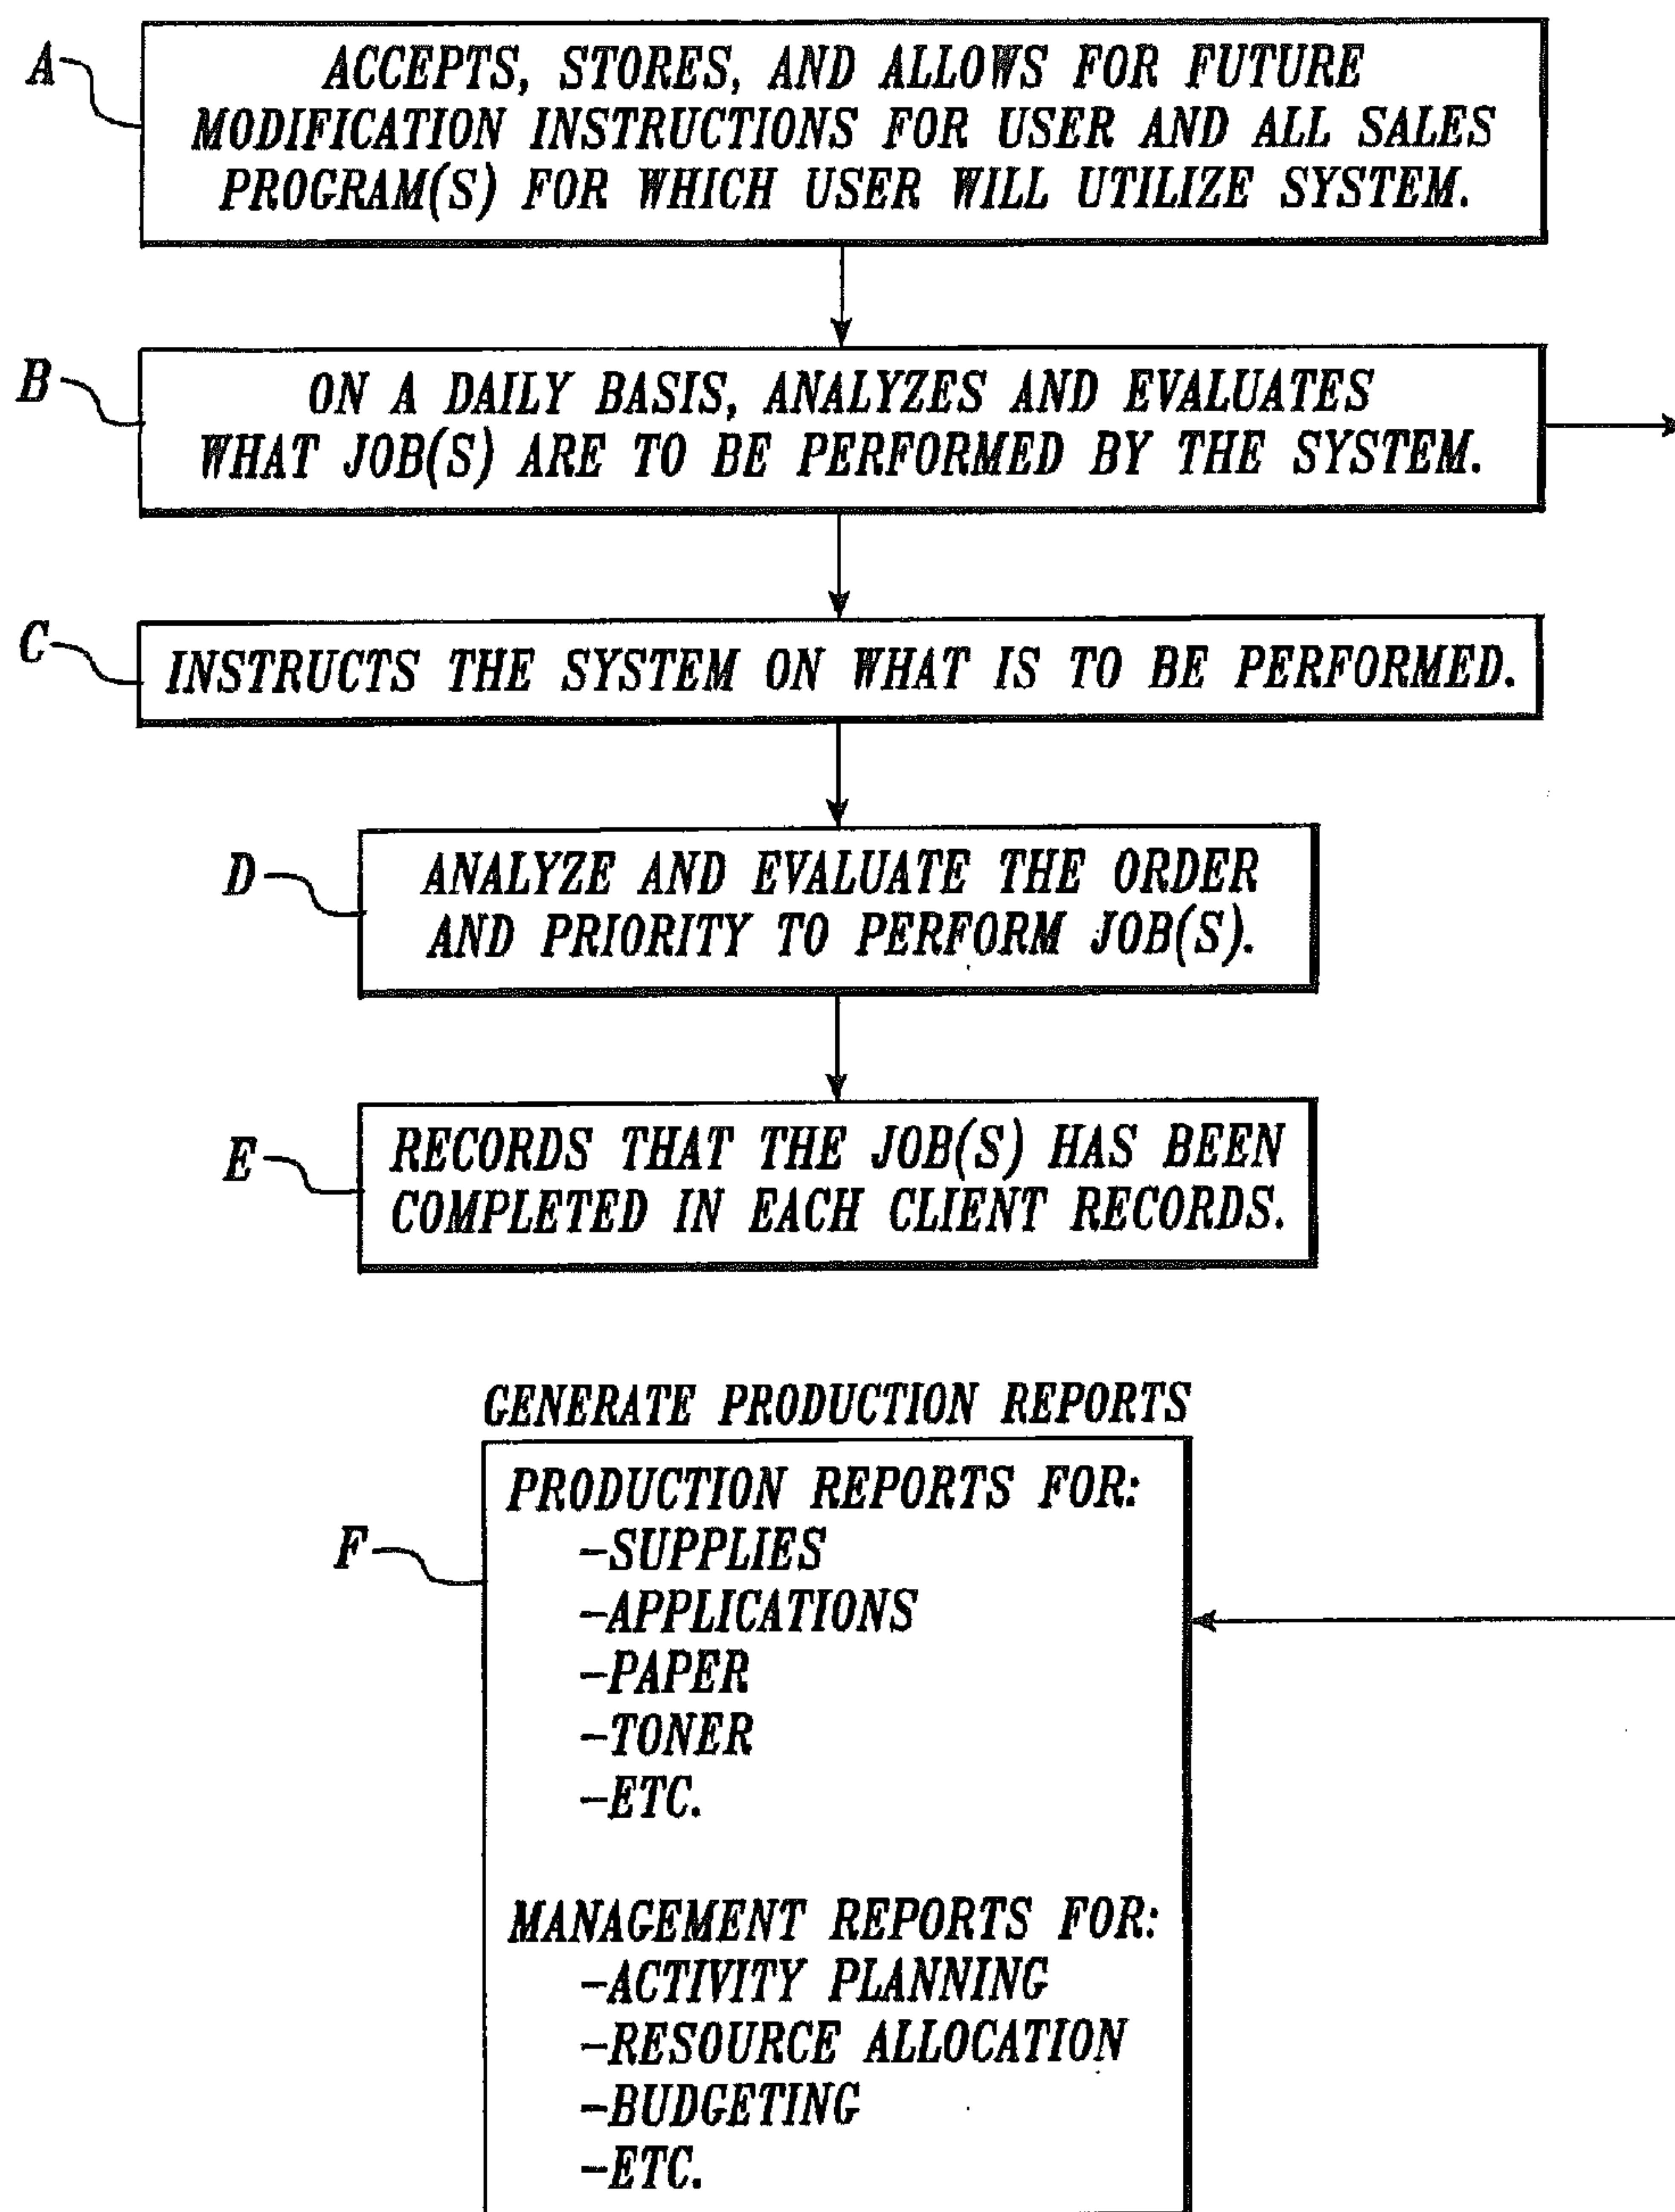 A
ACCEPTS, STORES, AND ALLOWS FOR FUTURE
MODIFICATION INSTRUCTIONS FOR USER AND ALL SALES
PROGRAM(S) FOR WHICH USER WILL UTILIZE SYSTEM.
B
ON A DAILY BASIS, ANALYZES AND EVALUATES
WHAT JOB(S) ARE TO BE PERFORMED BY THE SYSTEM.
C
INSTRUCTS THE SYSTEM ON WHAT IS TO BE PERFORMED.
D
ANALYZE AND EVALUATE THE ORDER
AND PRIORITY TO PERFORM JOB(S).
E
RECORDS THAT THE JOB(S) HAS BEEN
COMPLETED IN EACH CLIENT RECORDS.
GENERATE PRODUCTION REPORTS
F
PRODUCTION REPORTS FOR:
-SUPPLIES
-APPLICATIONS
-PAPER
-TONER
-ETC.
MANAGEMENT REPORTS FOR:
-ACTIVITY PLANNING
-RESOURCE ALLOCATION
-BUDGETING
-ETC.